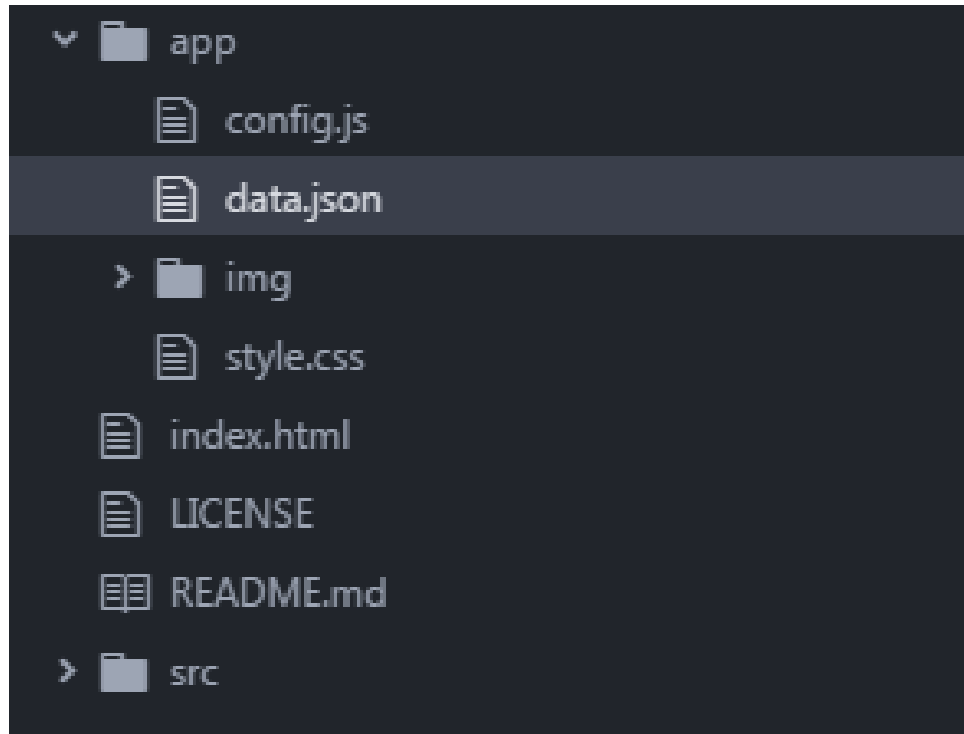 app
config.js
data.json
img
style.css
index.html
LICENSE
README.md
src